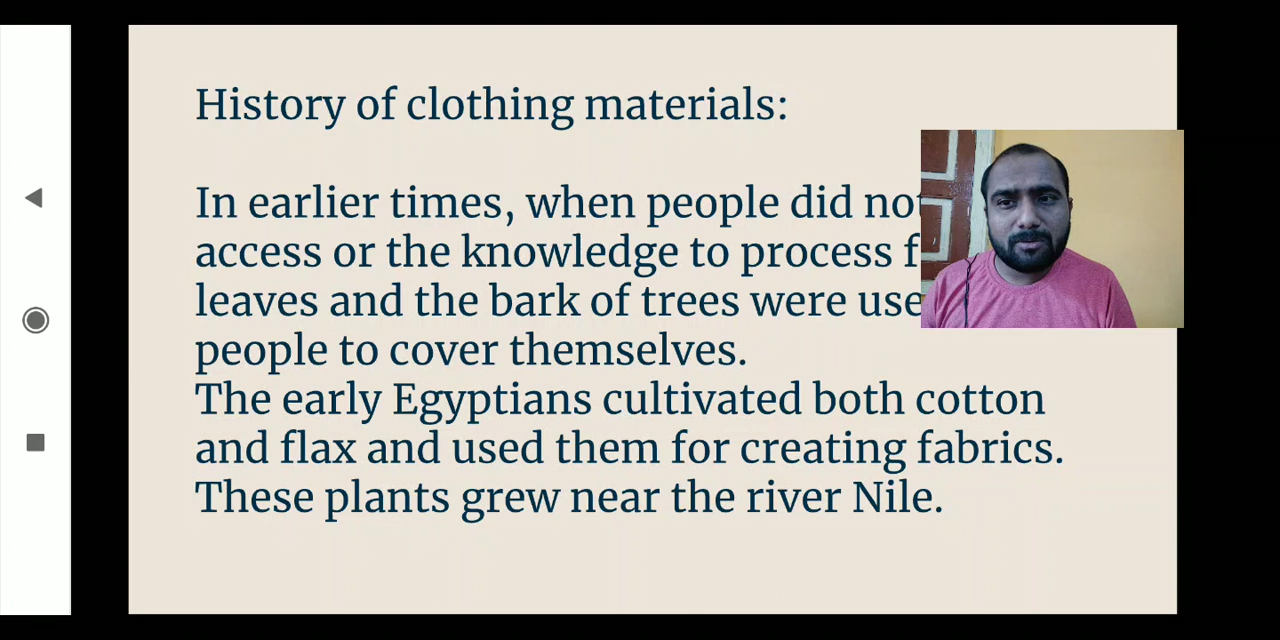 History of clothing materials:
In earlier times, when people did not
access or the knowledge to process
leaves and the bark of trees were
people to cover themselves.
The early Egyptians cultivated both cotton
and flax and used them for creating fabrics.
These plants grew near the river Nile.